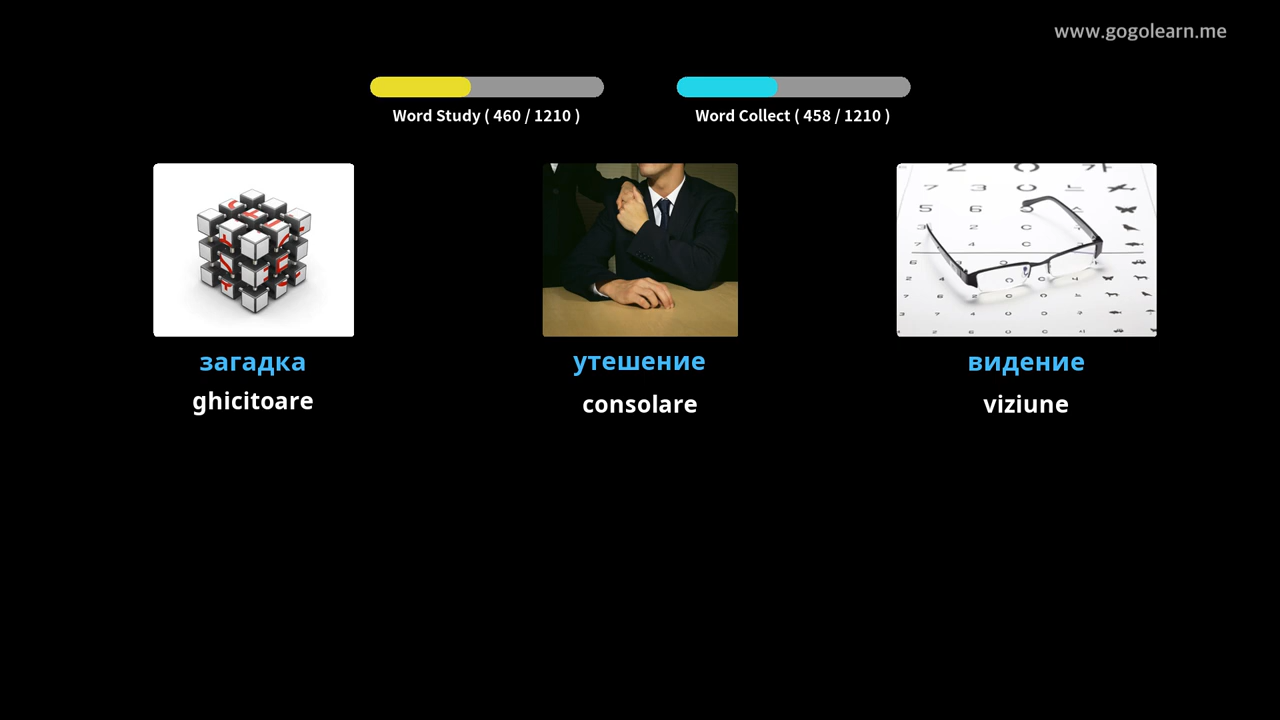 www.gogolearn.me
Word Study ( 460 / 1210 )
Word Collect ( 458 / 1210 )
загадка
утешение
видение
ghicitoare
consolare
viziune